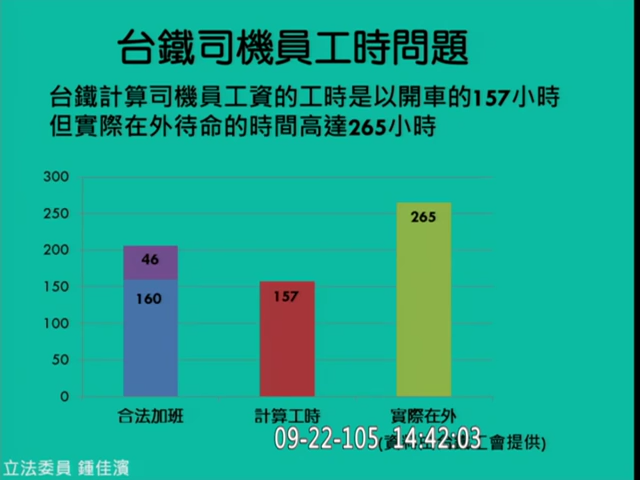 台鐵司機員工時問題
台鐵計算司機員工資的工時是以開車的157小時
但實際在外待命的時間高達265小時
300
250
200
150
100
50
0
46
160
157
265
合法加班
計算工時
實際在外
09-22-105 14:42:03
工會提供)
立法委員 鍾佳濱